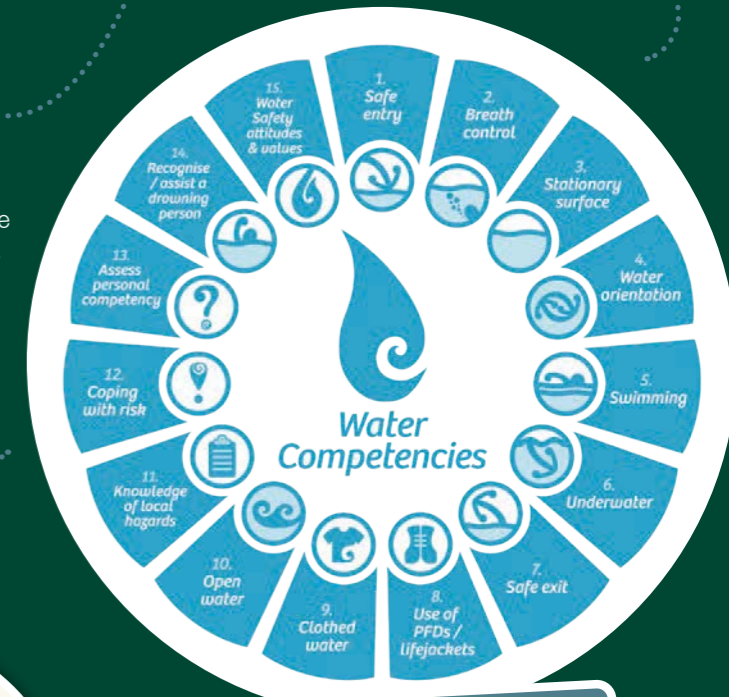 e
1.
Safe
entry
2.
Breath
control
3.
Stationary
surface
4.
Water
orientation
5.
Swimming
6.
Underwater
7.
Safe exit
8.
Use of
PFDs /
lifejackets
9.
Clothed
water
10.
Open
water
11.
Knowledge
of local
hazards
12.
Coping
with risk
13.
Assess
personal
competency
14.
Recognise
/ assist a
drowning
person
15.
Water
Safety
attitudes
& values
Water
Competencies